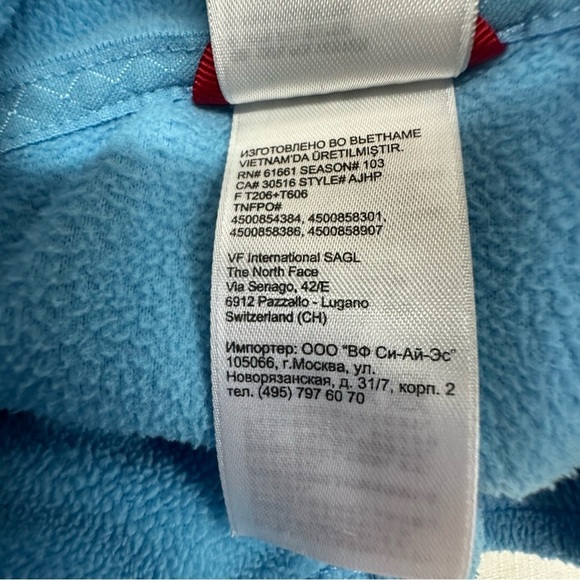 ИЗГОТОВЛЕНО ВО ВЬЕТНАМЕ
VIETNAM'DA ÜRETILMIŞTIR.
RN# 61661 SEASON# 103
CA# 30516 STYLE# AJHP
F T206+T606
TNFPO#
4500854384, 4500858301,
4500858386, 4500858907
VF International SAGL
The North Face
Via Senago, 42/E
6912 Pazzallo - Lugano
Switzerland (CH)
Импортер: ООО "ВФ Си-Ай-Эс"
105066, г.Москва, ул.
Новорязанская, д. 31/7, корп. 2
тел. (495) 797 60 70